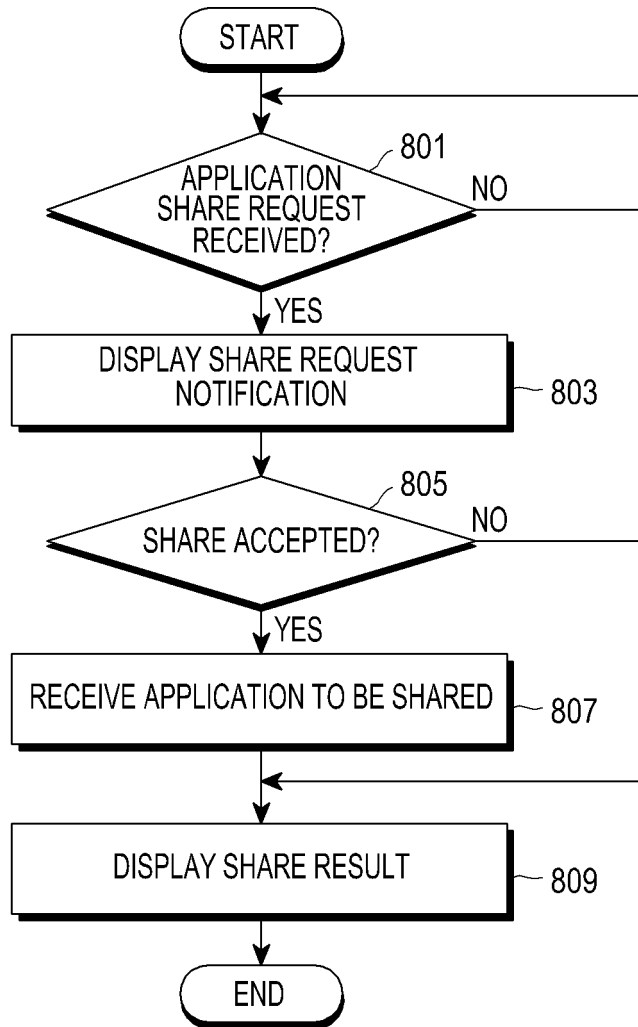 START
801
APPLICATION
SHARE REQUEST
RECEIVED?
NO
YES
DISPLAY SHARE REQUEST
NOTIFICATION
803
805
SHARE ACCEPTED?
NO
YES
RECEIVE APPLICATION TO BE SHARED
807
DISPLAY SHARE RESULT
809
END